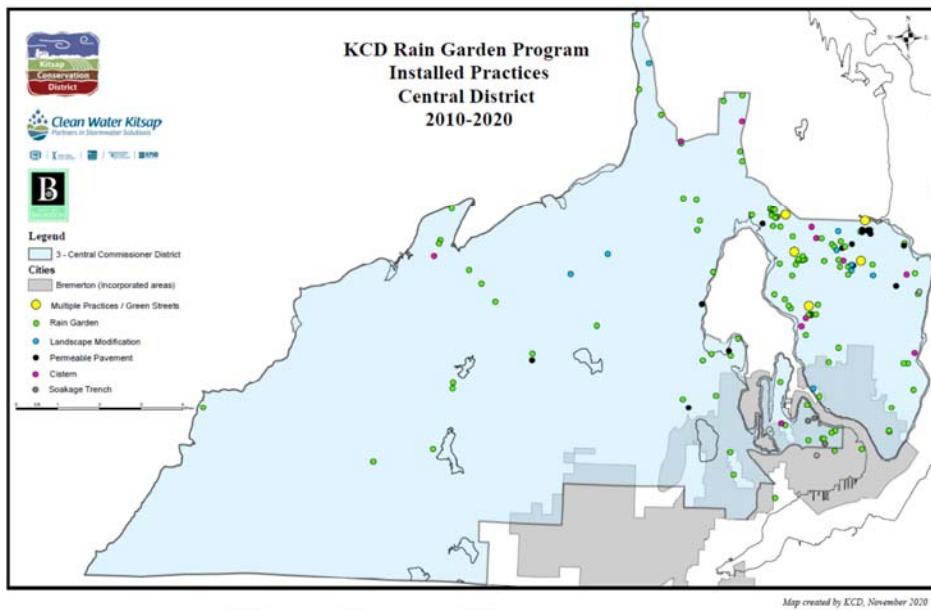 KCD Rain Garden Program
Installed Practices
Central District
2010-2020
N
W
E
S
Kitsap
Conservation
District
Clean Water Kitsap
Partners in Stormwater Solutions
B
Legend
3 - Central Commissioner District
Cities
Bremerton (Incorporated areas)
Multiple Practices / Green Streets
Rain Garden
Landscape Modification
Permeable Pavement
Cistern
Soakage Trench
Map created by KCD, November 2020